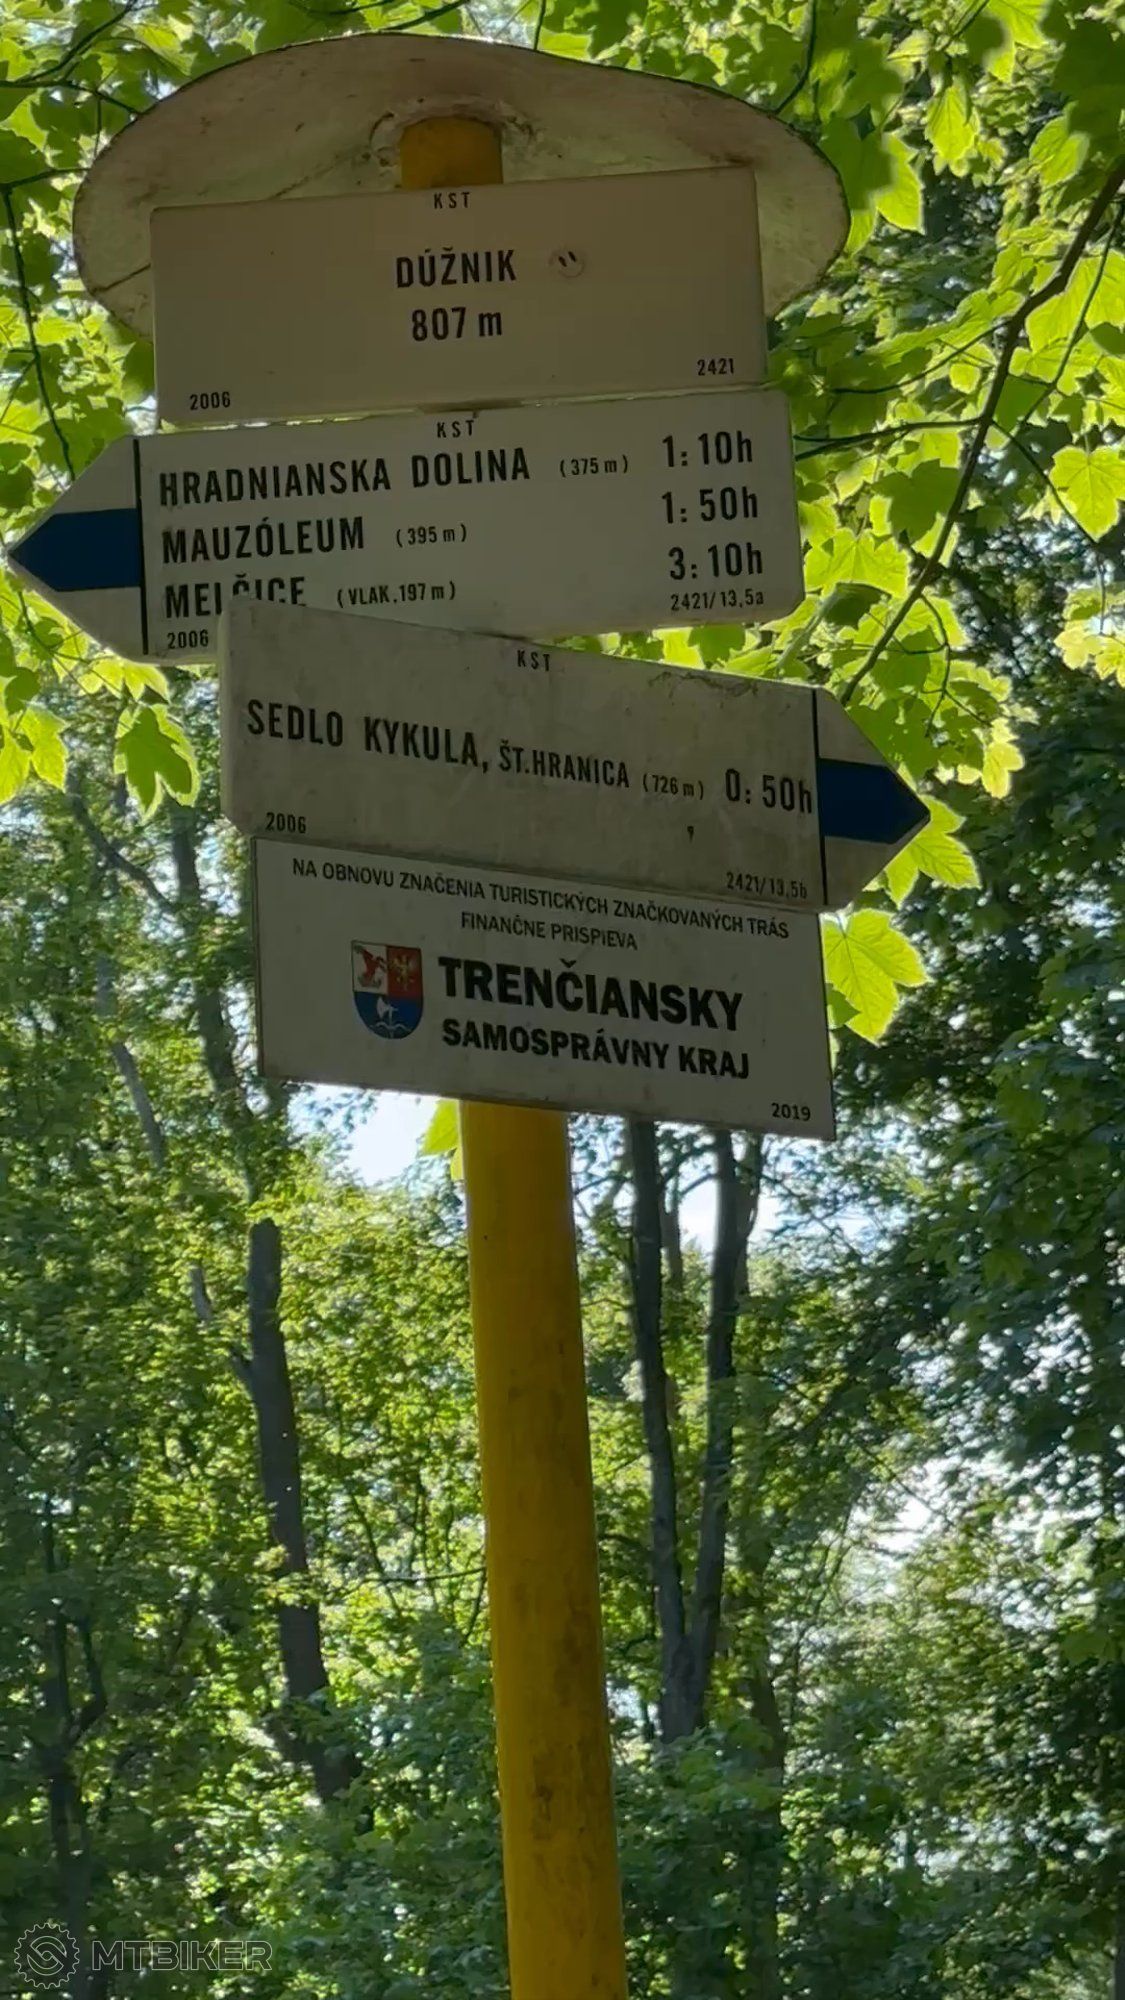 KST
DÚŽNIK
807 m
2421
2006
KST
HRADNIANSKA DOLINA (375 m) 1:10h
MAUZÓLEUM (395 m) 1:50h
MELČICE (VLAK,197 m) 3:10h
2421/13,5a
2006
KST
SEDLO KYKULA, ŠT.HRANICA (726 m) 0:50h
2006
2421/13,5b
NA OBNOVU ZNAČENIA TURISTICKÝCH ZNAČKOVANÝCH TRÁS
FINANČNE PRISPIEVA
TRENČIANSKY
SAMOSPRÁVNY KRAJ
2019
MTBIKER